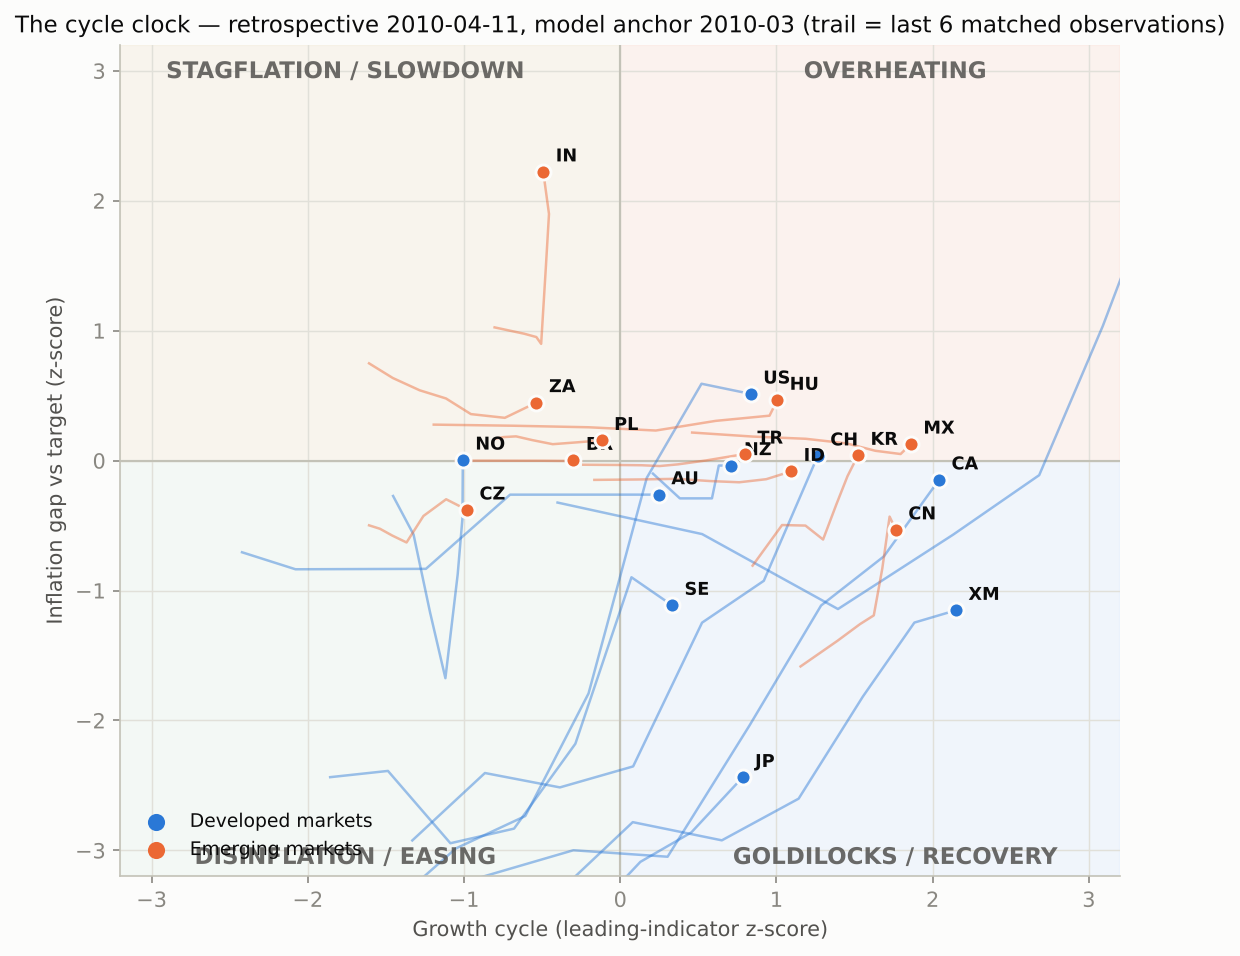 The cycle clock — retrospective 2010-04-11, model anchor 2010-03 (trail = last 6 matched observations)
STAGFLATION / SLOWDOWN
OVERHEATING
IN
US
HU
ZA
PL
MX
NO
BR
TR
NZ
CH
KR
ID
CA
AU
CZ
CN
SE
XM
JP
Developed markets
Emerging markets
DISINFLATION / EASING
GOLDILOCKS / RECOVERY
3
2
1
0
−1
−2
−3
−3
−2
−1
0
1
2
3
Inflation gap vs target (z-score)
Growth cycle (leading-indicator z-score)